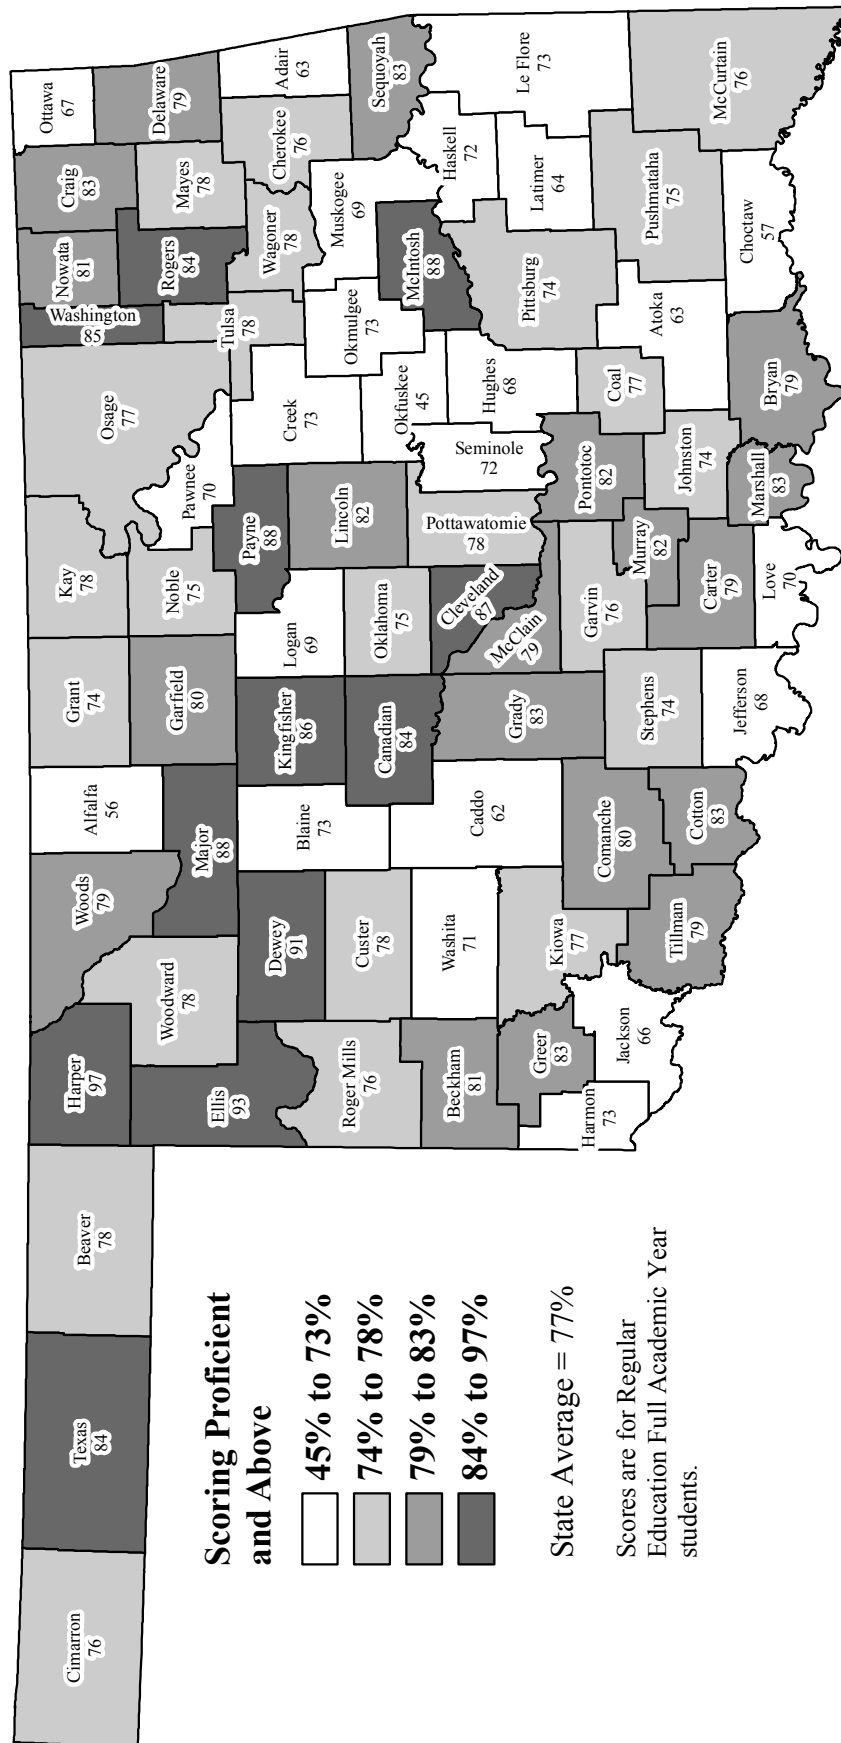 Cimarron
76
Texas
84
Beaver
78
Harper
97
Woods
79
Alfalfa
56
Grant
74
Kay
78
Osage
77
Washington
85
Nowata
81
Craig
83
Ottawa
67
Ellis
93
Woodward
78
Major
88
Garfield
80
Noble
75
Pawnee
70
Tulsa
78
Rogers
84
Mayes
78
Delaware
79
Roger Mills
76
Dewey
91
Custer
78
Blaine
73
Kingfisher
86
Logan
69
Payne
88
Lincoln
82
Creek
73
Okmulgee
73
Wagoner
78
Cherokee
76
Adair
63
Beckham
81
Washita
71
Caddo
62
Canadian
84
Oklahoma
75
Cleveland
87
Pottawatomie
78
Seminole
72
Okfuskee
45
Hughes
68
McIntosh
88
Muskogee
69
Sequoyah
83
Haskell
72
Le Flore
73
Harmon
73
Greer
83
Jackson
66
Kiowa
77
Comanche
80
Tillman
79
Cotton
83
Grady
83
McClain
79
Stephens
74
Jefferson
68
Garvin
76
Murray
82
Carter
79
Love
70
Pontotoc
82
Johnston
74
Marshall
83
Coal
77
Pittsburg
74
Latimer
64
Atoka
63
Bryan
79
Pushmataha
75
Choctaw
57
McCurtain
76
Scoring Proficient
and Above
45% to 73%
74% to 78%
79% to 83%
84% to 97%
State Average = 77%
Scores are for Regular
Education Full Academic Year
students.